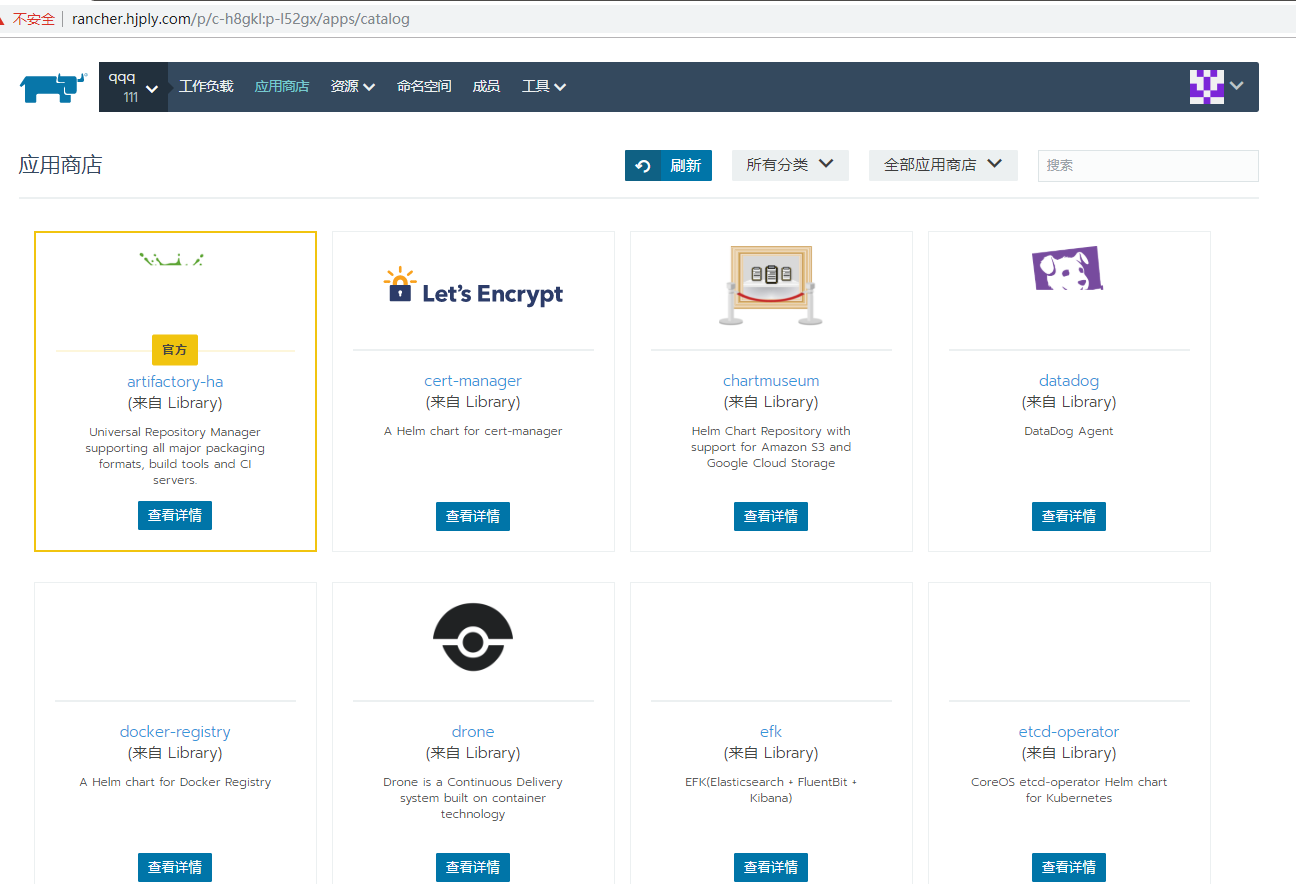 不安全 rancher.hjply.com/p/c-h8gkl:p-l52gx/apps/catalog
qqq
111
工作负载 应用商店 资源 命名空间 成员 工具
应用商店 刷新 所有分类 全部应用商店 搜索
Let's Encrypt
官方
artifactory-ha
(来自 Library)
Universal Repository Manager
supporting all major packaging
formats, build tools and CI
servers.
查看详情
cert-manager
(来自 Library)
A Helm chart for cert-manager
查看详情
chartmuseum
(来自 Library)
Helm Chart Repository with
support for Amazon S3 and
Google Cloud Storage
查看详情
datadog
(来自 Library)
DataDog Agent
查看详情
docker-registry
(来自 Library)
A Helm chart for Docker Registry
查看详情
drone
(来自 Library)
Drone is a Continuous Delivery
system built on container
technology
查看详情
efk
(来自 Library)
EFK(Elasticsearch + FluentBit +
Kibana)
查看详情
etcd-operator
(来自 Library)
CoreOS etcd-operator Helm chart
for Kubernetes
查看详情